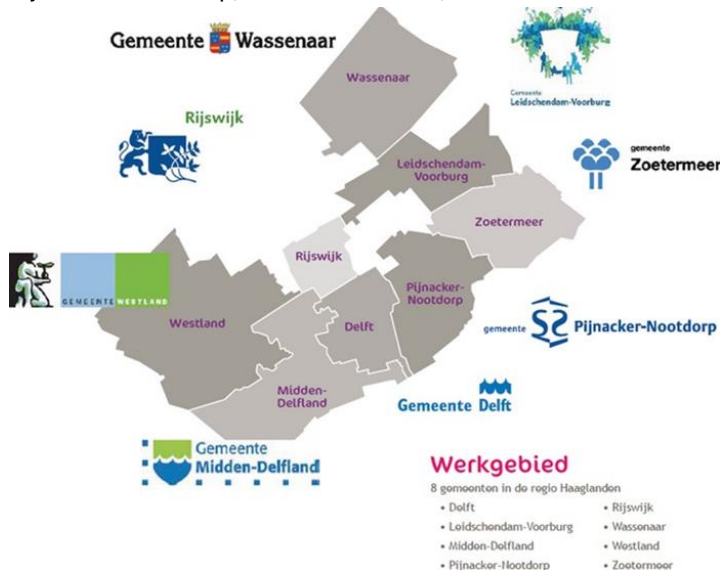 Gemeente Wassenaar
Wassenaar
Gemeente
Leidschendam-Voorburg
Rijswijk
Leidschendam-
Voorburg
gemeente
Zoetermeer
Zoetermeer
Rijswijk
GEMEENTE WESTLAND
Pijnacker-
Nootdorp
Westland
Delft
gemeente Pijnacker-Nootdorp
Midden-
Delfland
Gemeente Delft
Gemeente
Midden-Delfland
Werkgebied
8 gemeenten in de regio Haaglanden
• Delft
• Leidschendam-Voorburg
• Midden-Delfland
• Pijnacker-Nootdorp
• Rijswijk
• Wassenaar
• Westland
• Zoetermeer